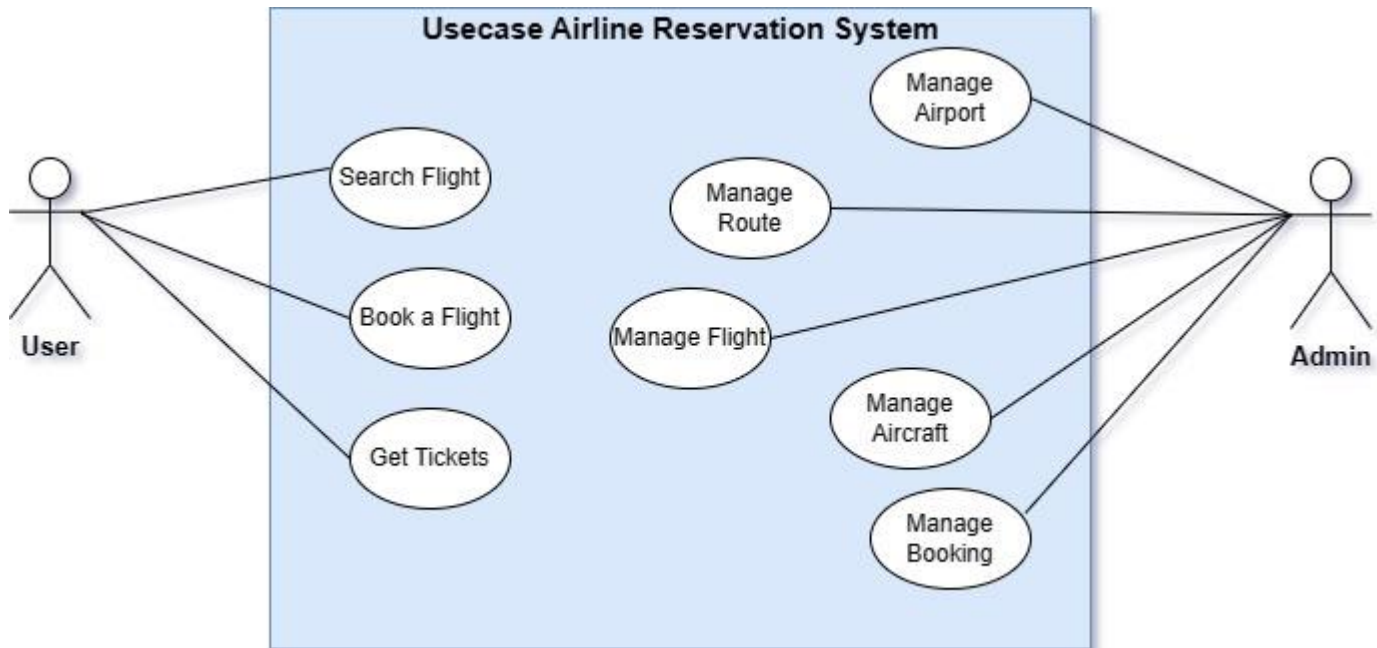 Usecase Airline Reservation System
Manage
Airport
Search Flight
Manage
Route
Book a Flight
Manage Flight
User
Admin
Manage
Aircraft
Get Tickets
Manage
Booking